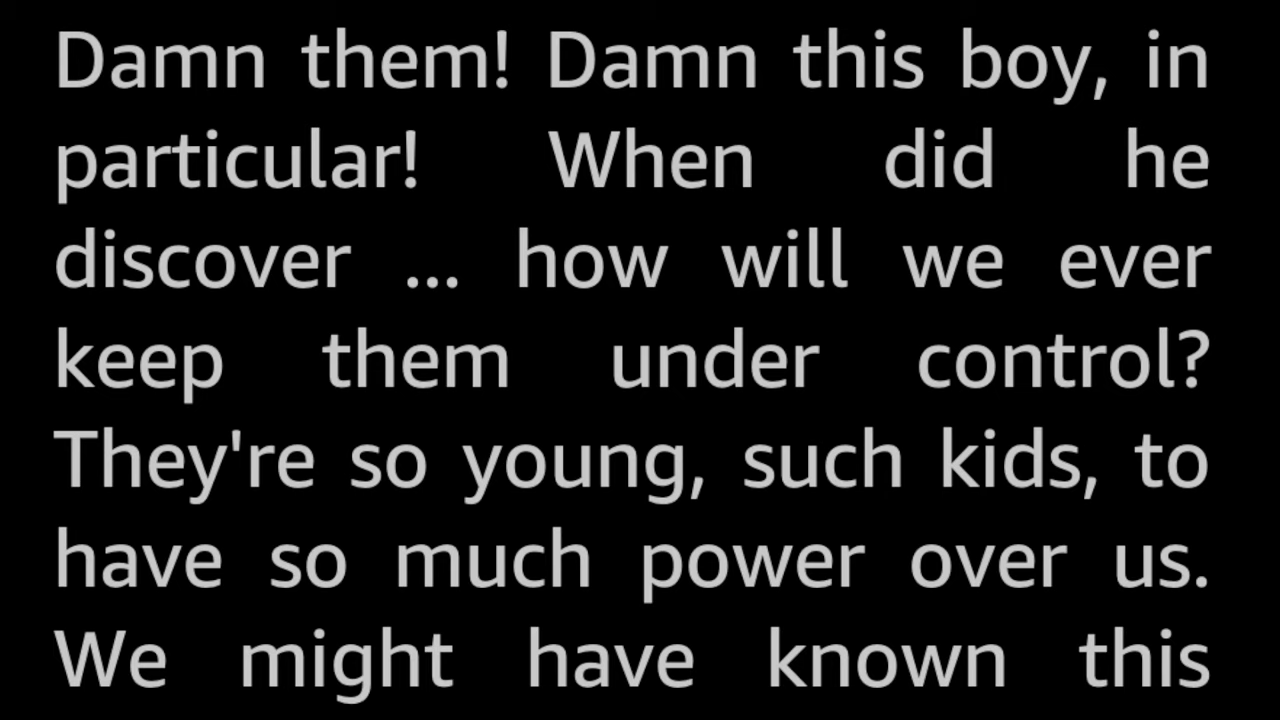 Damn them! Damn this boy, in
particular! When did he
discover ... how will we ever
keep them under control?
They're so young, such kids, to
have so much power over us.
We might have known this